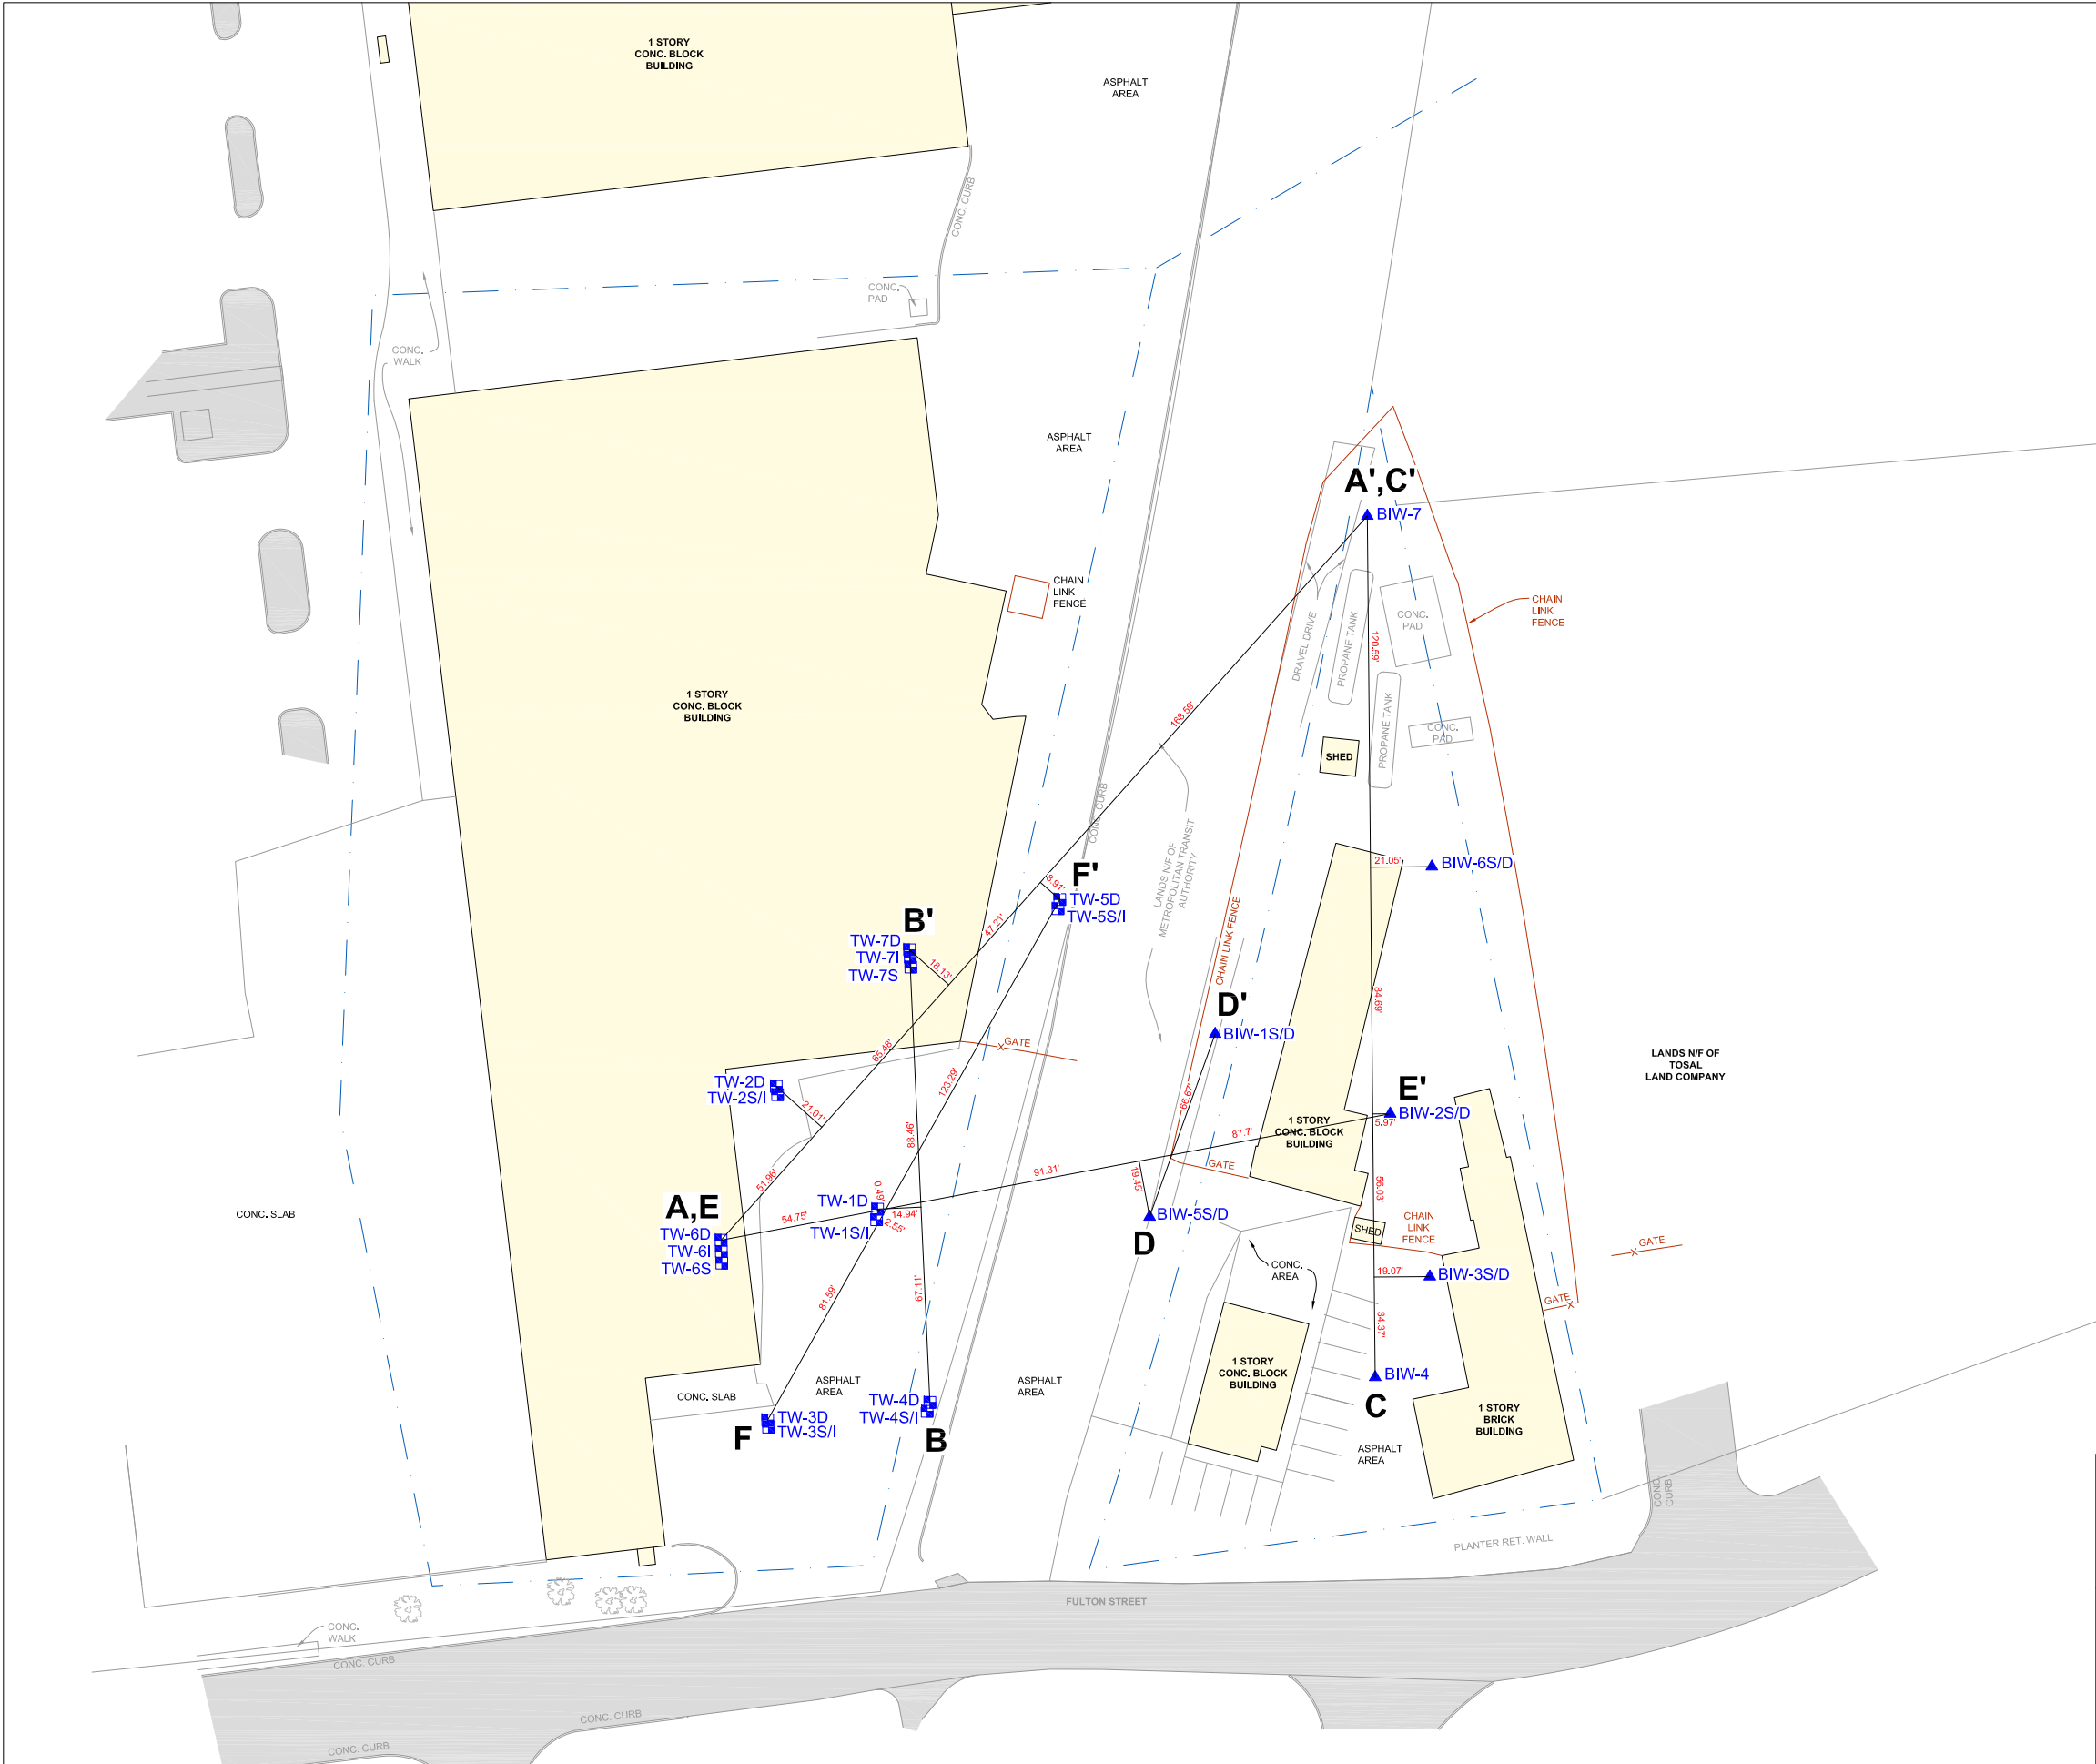 1 STORY
CONC. BLOCK
BUILDING
ASPHALT
AREA
CONC. CURB
CONC.
PAD
CONC.
WALK
ASPHALT
AREA
A',C'
BIW-7
CHAIN
LINK
FENCE
CHAIN
LINK
FENCE
CONC.
PAD
120.59'
PROPANE TANK
DRAVEL DRIVE
1 STORY
CONC. BLOCK
BUILDING
168.59'
PROPANE TANK
CONC.
PAD
SHED
CONC. CURB
LANDS N/F OF
METROPOLITAN TRANSIT
AUTHORITY
21.05'
BIW-6S/D
F'
8.91'
TW-5D
TW-5S/I
B'
47.21'
TW-7D
TW-7I
TW-7S
18.13'
CHAIN LINK FENCE
84.69'
D'
BIW-1S/D
GATE
65.48'
LANDS N/F OF
TOSAL
LAND COMPANY
TW-2D
TW-2S/I
21.01'
123.29'
66.67'
E'
BIW-2S/D
5.97'
1 STORY
CONC. BLOCK
BUILDING
88.46'
87.7'
91.31'
GATE
19.45'
51.96'
56.03'
A,E
TW-1D
0.49'
54.75'
14.94'
2.55'
TW-1S/I
CONC. SLAB
TW-6D
TW-6I
TW-6S
BIW-5S/D
D
CHAIN
LINK
FENCE
SHED
GATE
CONC.
AREA
19.07'
BIW-3S/D
67.11'
81.59'
GATE
34.37'
1 STORY
CONC. BLOCK
BUILDING
BIW-4
C
ASPHALT
AREA
ASPHALT
AREA
CONC. SLAB
TW-4D
TW-4S/I
B
TW-3D
TW-3S/I
F
1 STORY
BRICK
BUILDING
ASPHALT
AREA
CONC.
CURB
PLANTER RET. WALL
FULTON STREET
CONC.
WALK
CONC. CURB
CONC. CURB
CONC. CURB